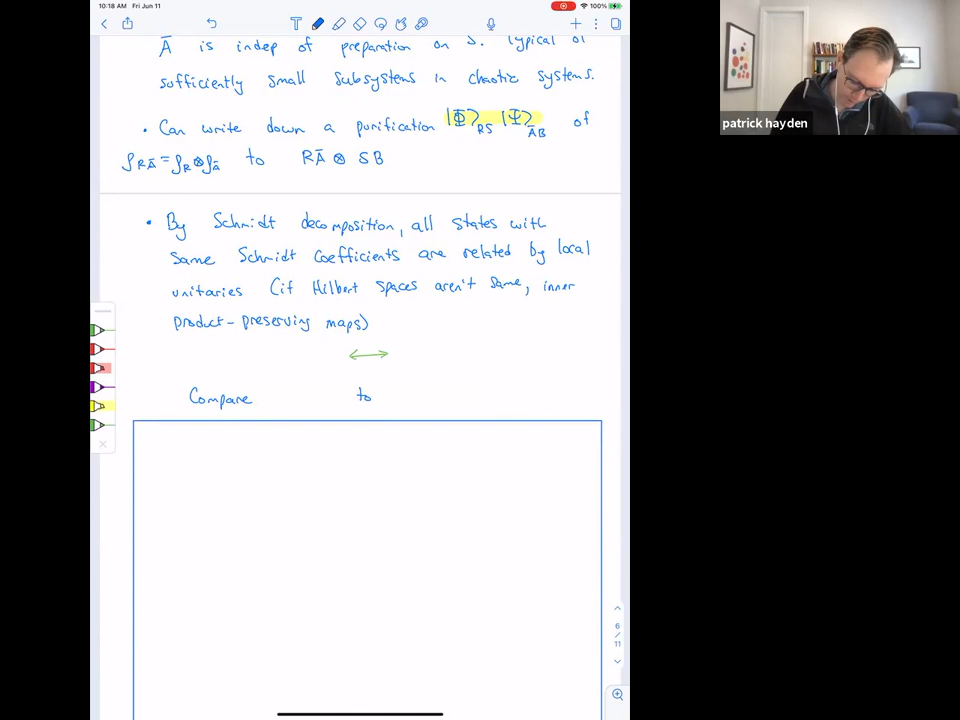 10:18 AM Fri Jun 11
100%
Ā is indep of preparation on S. Typical of
sufficiently small subsystems in chaotic systems.
• Can write down a purification |Φ⟩_RS |Ψ⟩_ĀB of
ρ_RĀ = ρ_R ⊗ ρ_Ā to RĀ ⊗ SB
• By Schmidt decomposition, all states with
same Schmidt coefficients are related by local
unitaries (if Hilbert spaces aren't same, inner
product-preserving maps)
↔
Compare to
6
/
11
patrick hayden